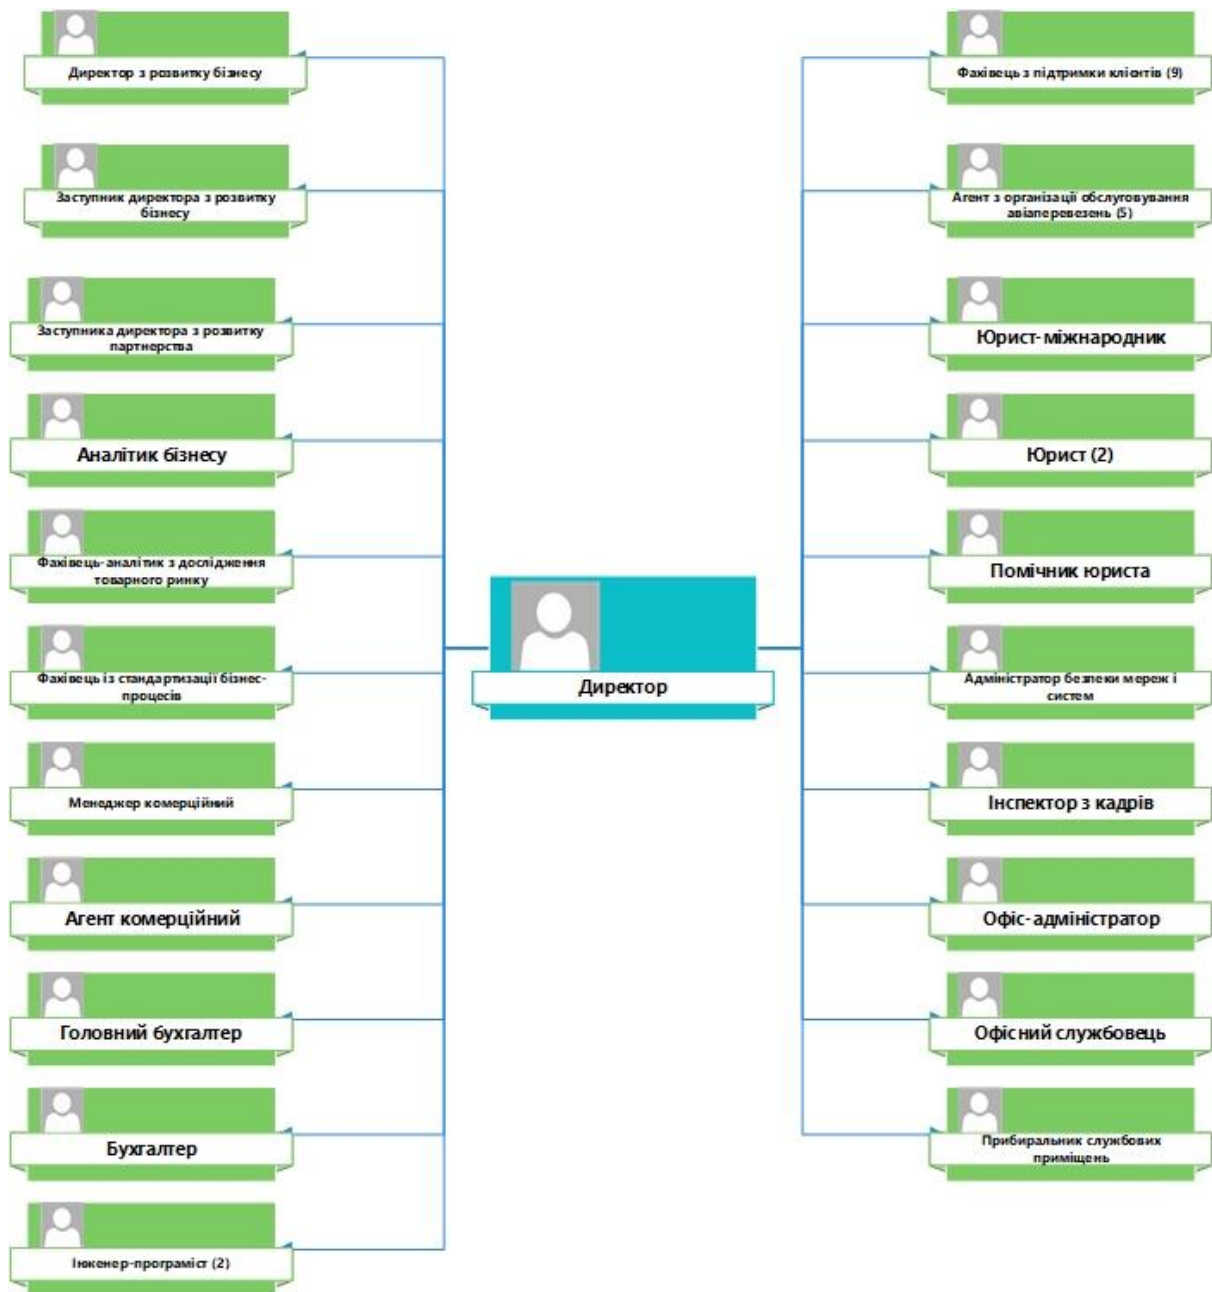 Директор з розвитку бізнесу
Заступник директора з розвитку
бізнесу
Заступника директора з розвитку
партнерства
Аналітик бізнесу
Фахівець-аналітик з дослідження
товарного ринку
Фахівець із стандартизації бізнес-
процесів
Менеджер комерційний
Агент комерційний
Головний бухгалтер
Бухгалтер
Інженер-програміст (2)
Директор
Фахівець з підтримки клієнтів (9)
Агент з організації обслуговування
авіаперевезень (5)
Юрист-міжнародник
Юрист (2)
Помічник юриста
Адміністратор безпеки мереж і
систем
Інспектор з кадрів
Офіс-адміністратор
Офісний службовець
Прибиральник службових
приміщень